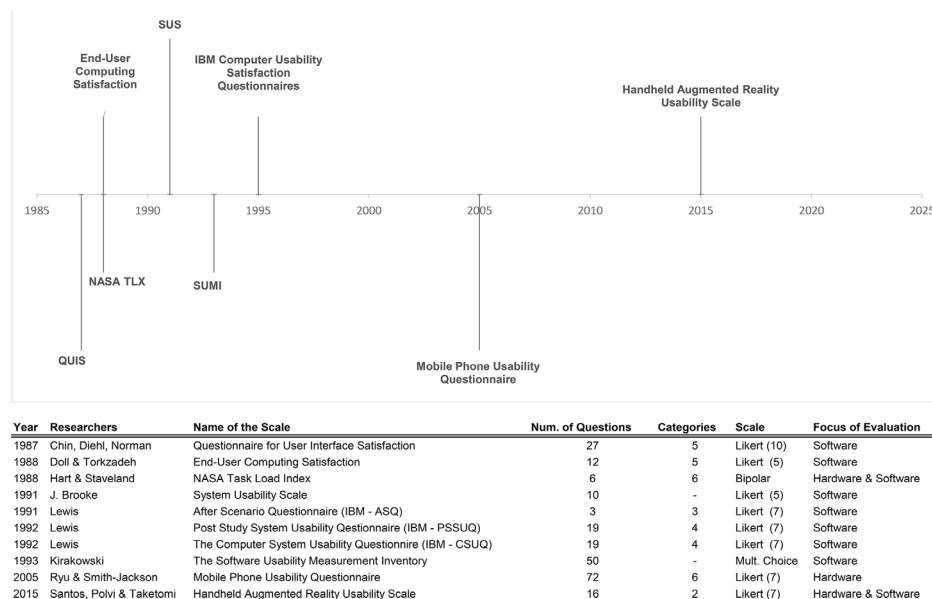 SUS
End-User
Computing
Satisfaction
IBM Computer Usability
Satisfaction
Questionnaires
Handheld Augmented Reality
Usability Scale
1985 1990 1995 2000 2005 2010 2015 2020 2025
NASA TLX
SUMI
QUIS
Mobile Phone Usability
Questionnaire
Year Researchers Name of the Scale Num. of Questions Categories Scale Focus of Evaluation
1987 Chin, Diehl, Norman Questionnaire for User Interface Satisfaction 27 5 Likert (10) Software
1988 Doll & Torkzadeh End-User Computing Satisfaction 12 5 Likert (5) Software
1988 Hart & Staveland NASA Task Load Index 6 6 Bipolar Hardware & Software
1991 J. Brooke System Usability Scale 10 - Likert (5) Software
1991 Lewis After Scenario Questionnaire (IBM - ASQ) 3 3 Likert (7) Software
1992 Lewis Post Study System Usability Qestionnaire (IBM - PSSUQ) 19 4 Likert (7) Software
1992 Lewis The Computer System Usability Questionnire (IBM - CSUQ) 19 4 Likert (7) Software
1993 Kirakowski The Software Usability Measurement Inventory 50 - Mult. Choice Software
2005 Ryu & Smith-Jackson Mobile Phone Usability Questionnaire 72 6 Likert (7) Hardware
2015 Santos, Polvi & Taketomi Handheld Augmented Reality Usability Scale 16 2 Likert (7) Hardware & Software